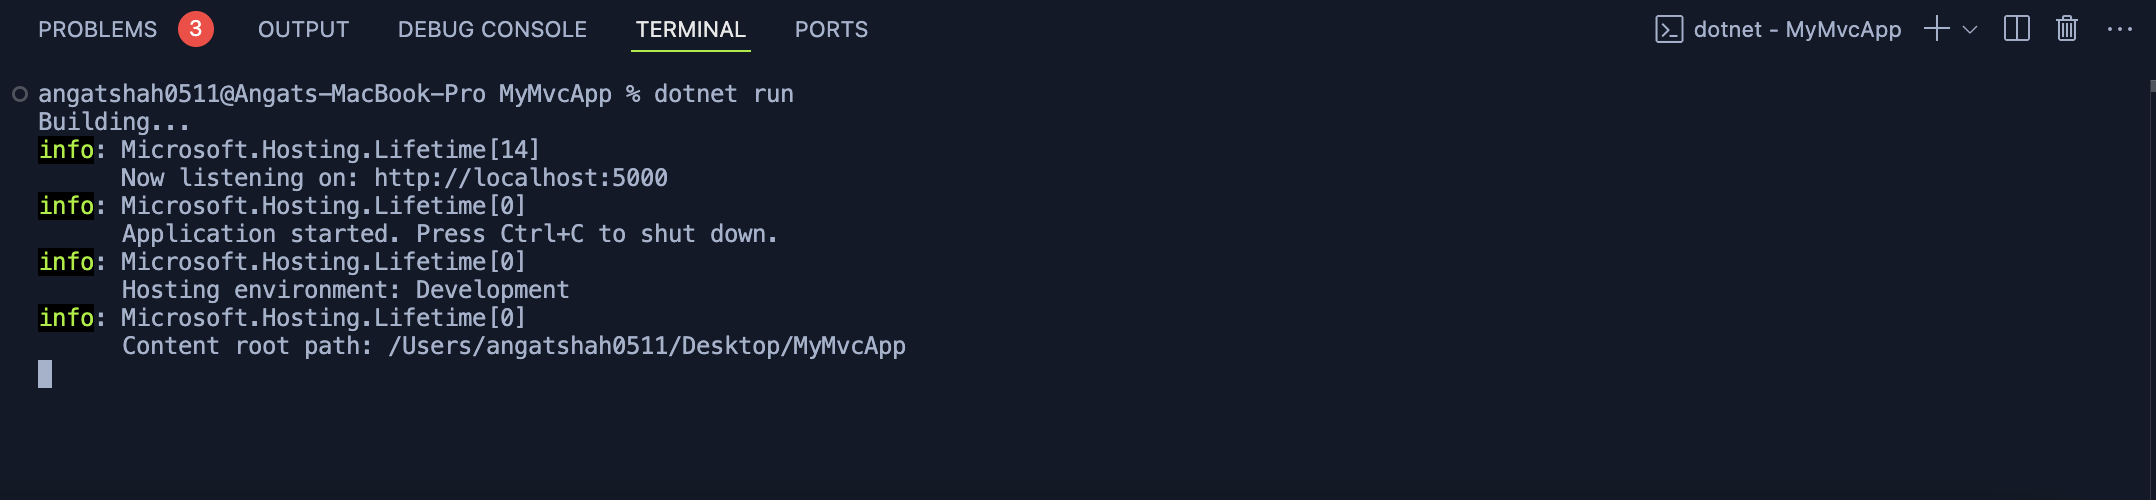 PROBLEMS 3 OUTPUT DEBUG CONSOLE TERMINAL PORTS dotnet - MyMvcApp
angatshah0511@Angats-MacBook-Pro MyMvcApp % dotnet run
Building...
info: Microsoft.Hosting.Lifetime[14]
      Now listening on: http://localhost:5000
info: Microsoft.Hosting.Lifetime[0]
      Application started. Press Ctrl+C to shut down.
info: Microsoft.Hosting.Lifetime[0]
      Hosting environment: Development
info: Microsoft.Hosting.Lifetime[0]
      Content root path: /Users/angatshah0511/Desktop/MyMvcApp